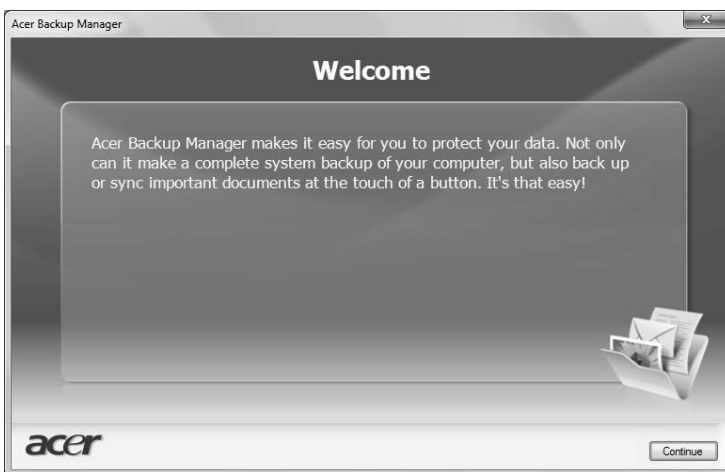 Acer Backup Manager
x
Welcome
Acer Backup Manager makes it easy for you to protect your data. Not only
can it make a complete system backup of your computer, but also back up
or sync important documents at the touch of a button. It's that easy!
acer
Continue